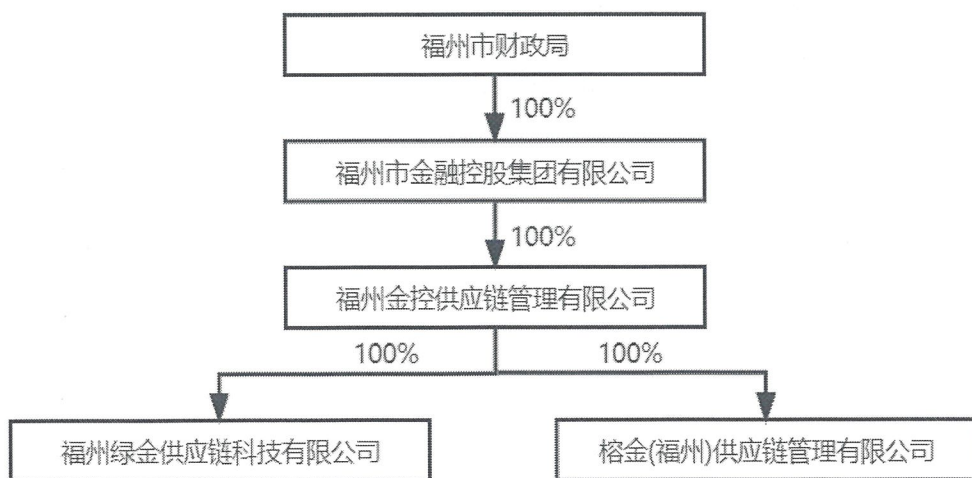 福州市财政局
100%
福州市金融控股集团有限公司
100%
福州金控供应链管理有限公司
100%
100%
福州绿金供应链科技有限公司
榕金(福州)供应链管理有限公司